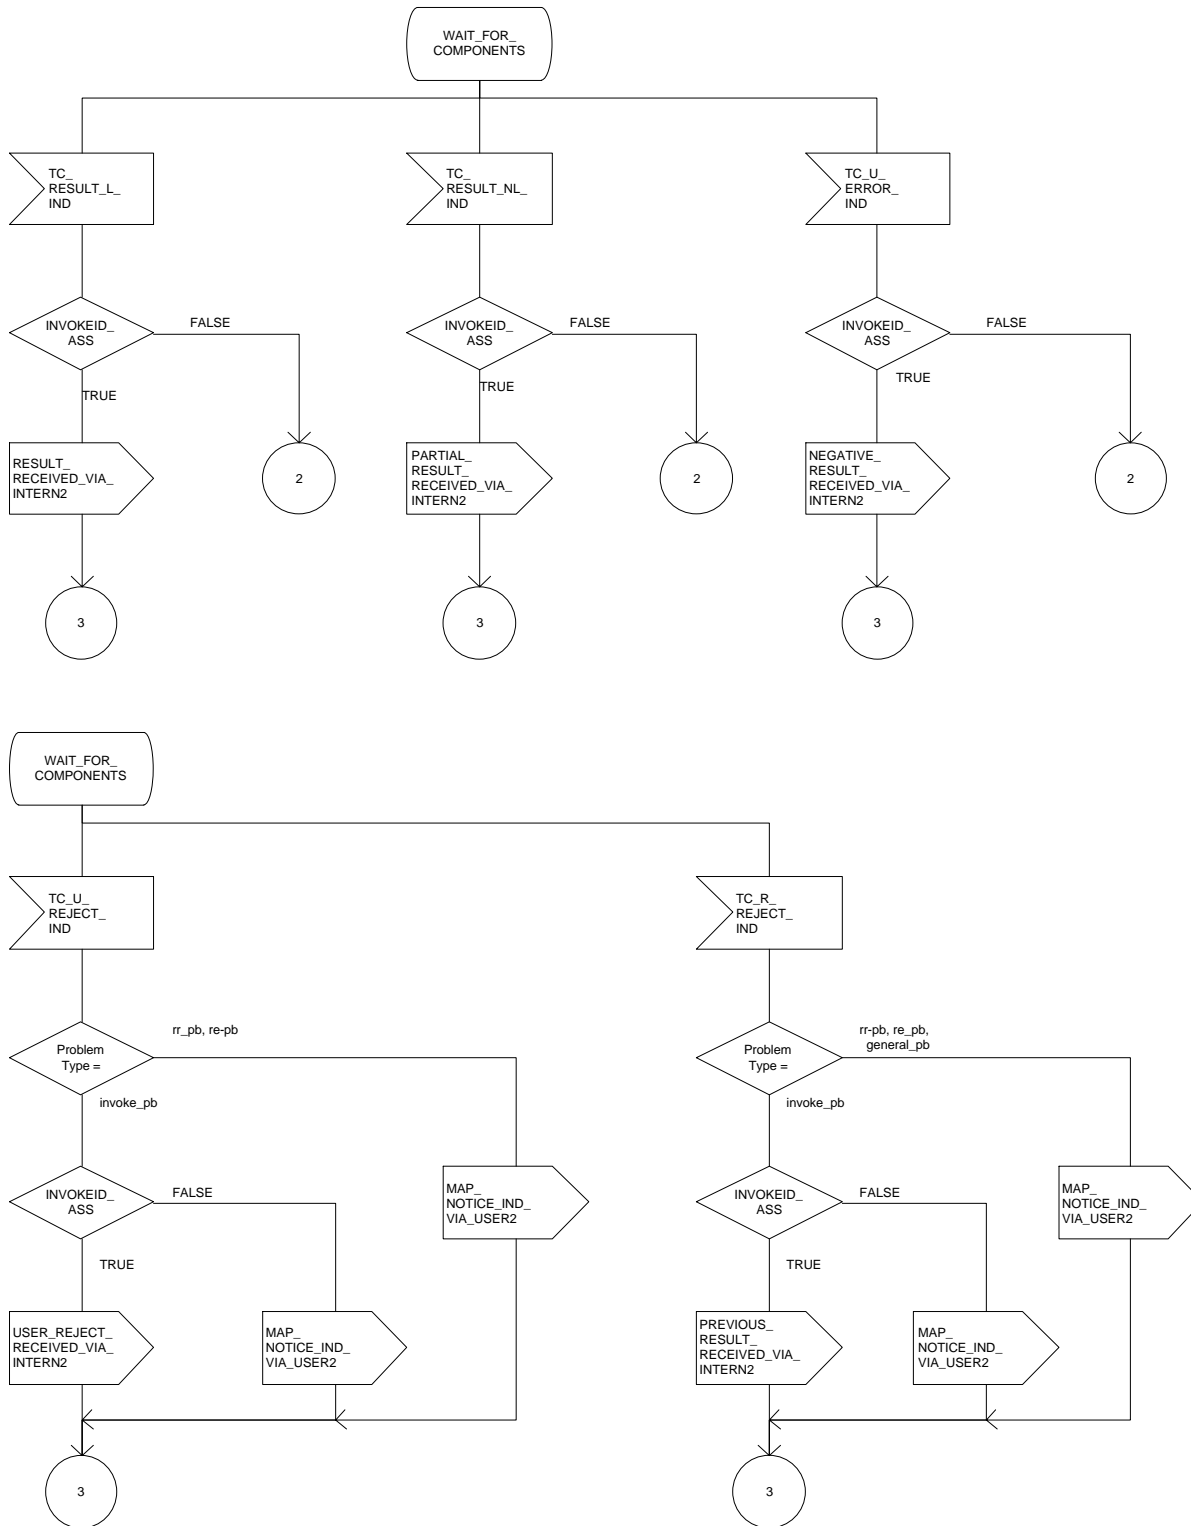 WAIT_FOR_
COMPONENTS
TC_
RESULT_L_
IND
TC_
RESULT_NL_
IND
TC_U_
ERROR_
IND
INVOKEID_
ASS
FALSE
TRUE
INVOKEID_
ASS
FALSE
TRUE
INVOKEID_
ASS
FALSE
TRUE
RESULT_
RECEIVED_VIA_
INTERN2
2
PARTIAL_
RESULT_
RECEIVED_VIA_
INTERN2
2
NEGATIVE_
RESULT_
RECEIVED_VIA_
INTERN2
2
3
3
3
WAIT_FOR_
COMPONENTS
TC_U_
REJECT_
IND
TC_R_
REJECT_
IND
Problem
Type =
rr_pb, re-pb
invoke_pb
Problem
Type =
rr-pb, re_pb,
general_pb
invoke_pb
INVOKEID_
ASS
FALSE
TRUE
MAP_
NOTICE_IND_
VIA_USER2
INVOKEID_
ASS
FALSE
TRUE
MAP_
NOTICE_IND_
VIA_USER2
USER_REJECT_
RECEIVED_VIA_
INTERN2
MAP_
NOTICE_IND_
VIA_USER2
PREVIOUS_
RESULT_
RECEIVED_VIA_
INTERN2
MAP_
NOTICE_IND_
VIA_USER2
3
3